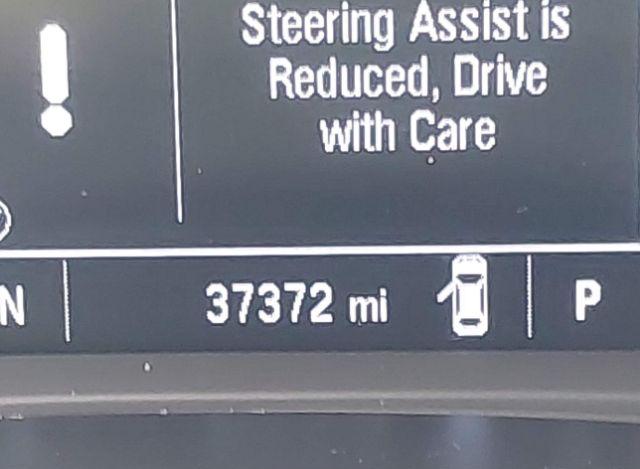 !
Steering Assist is
Reduced, Drive
with Care
N
37372 mi
P